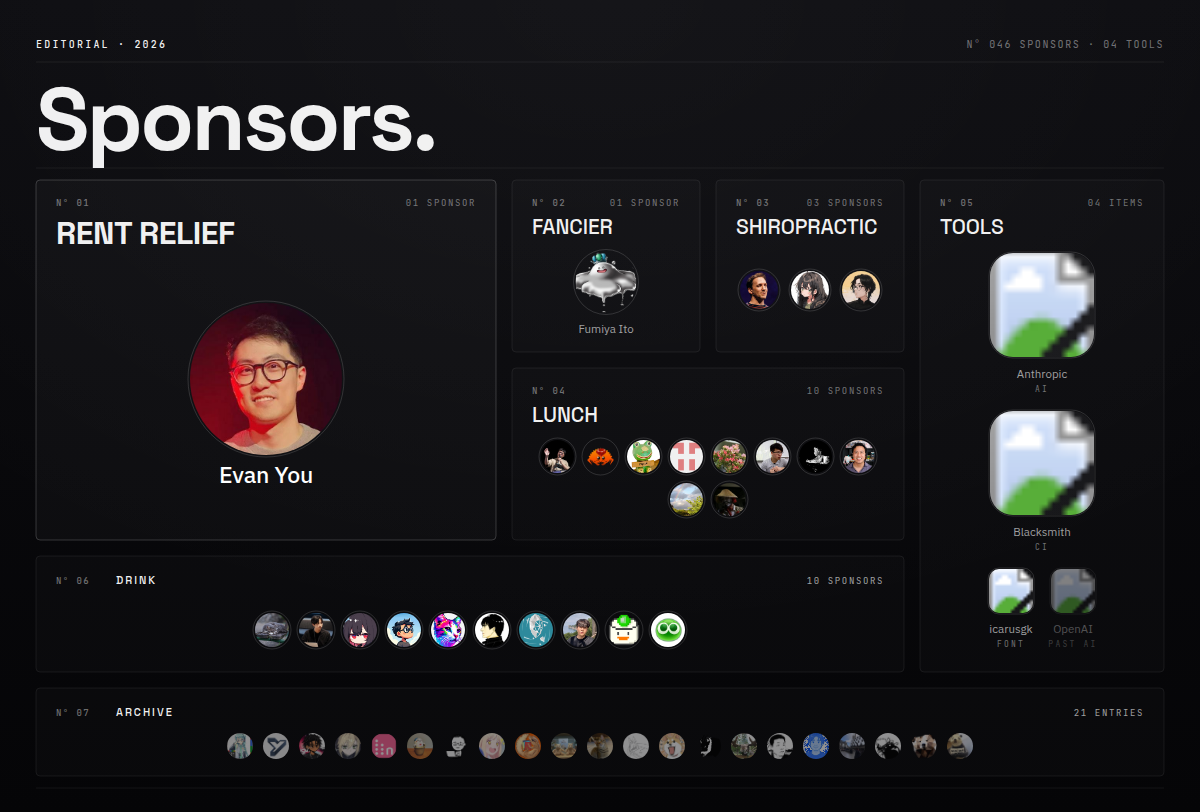 EDITORIAL · 2026
N° 046 SPONSORS · 04 TOOLS
Sponsors.
N° 01
01 SPONSOR
RENT RELIEF
Evan You
N° 02
01 SPONSOR
FANCIER
Fumiya Ito
N° 03
03 SPONSORS
SHIROPRACTIC
N° 04
10 SPONSORS
LUNCH
N° 05
04 ITEMS
TOOLS
Anthropic
AI
Blacksmith
CI
icarusgk
FONT
OpenAI
PAST AI
N° 06
DRINK
10 SPONSORS
N° 07
ARCHIVE
21 ENTRIES